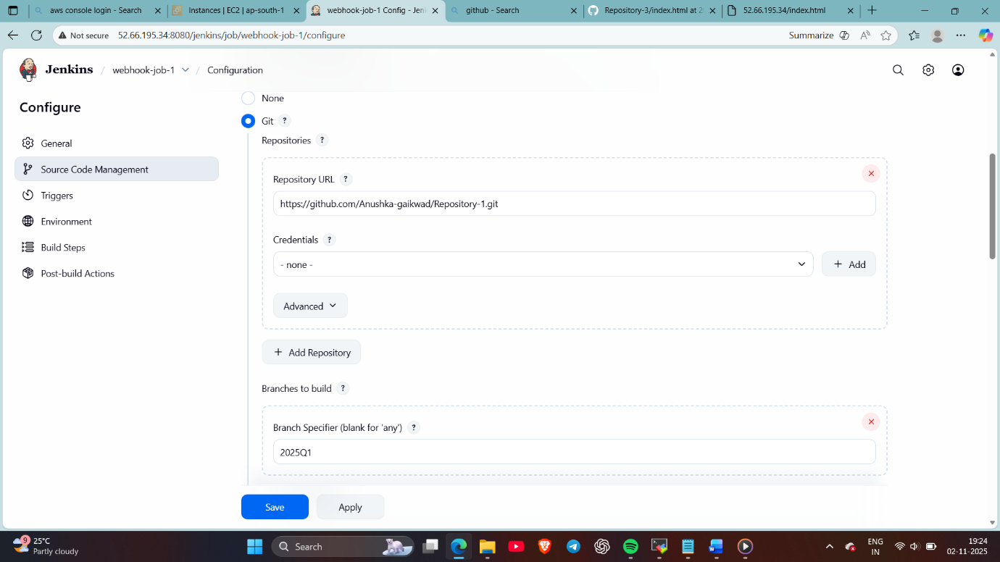 aws console login - Search
Instances | EC2 | ap-south-1
webhook-job-1 Config - Jen
github - Search
Repository-3/index.html at 2
52.66.195.34/index.html
Not secure
52.66.195.34:8080/jenkins/job/webhook-job-1/configure
Summarize
Jenkins / webhook-job-1 / Configuration
Configure
General
Source Code Management
Triggers
Environment
Build Steps
Post-build Actions
None
Git ?
Repositories ?
Repository URL ?
https://github.com/Anushka-gaikwad/Repository-1.git
Credentials ?
- none -
+ Add
Advanced
+ Add Repository
Branches to build ?
Branch Specifier (blank for 'any') ?
2025Q1
Save
Apply
9
25°C
Partly cloudy
Search
ENG
IN
19:24
02-11-2025